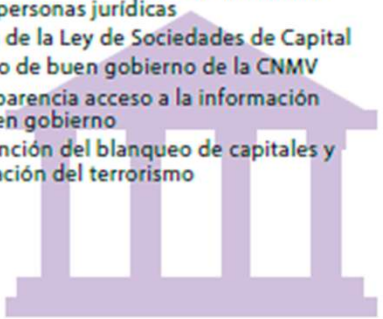 personas jurídicas
de la Ley de Sociedades de Capital
o de buen gobierno de la CNMV
parencia acceso a la información
en gobierno
nción del blanqueo de capitales y
ación del terrorismo